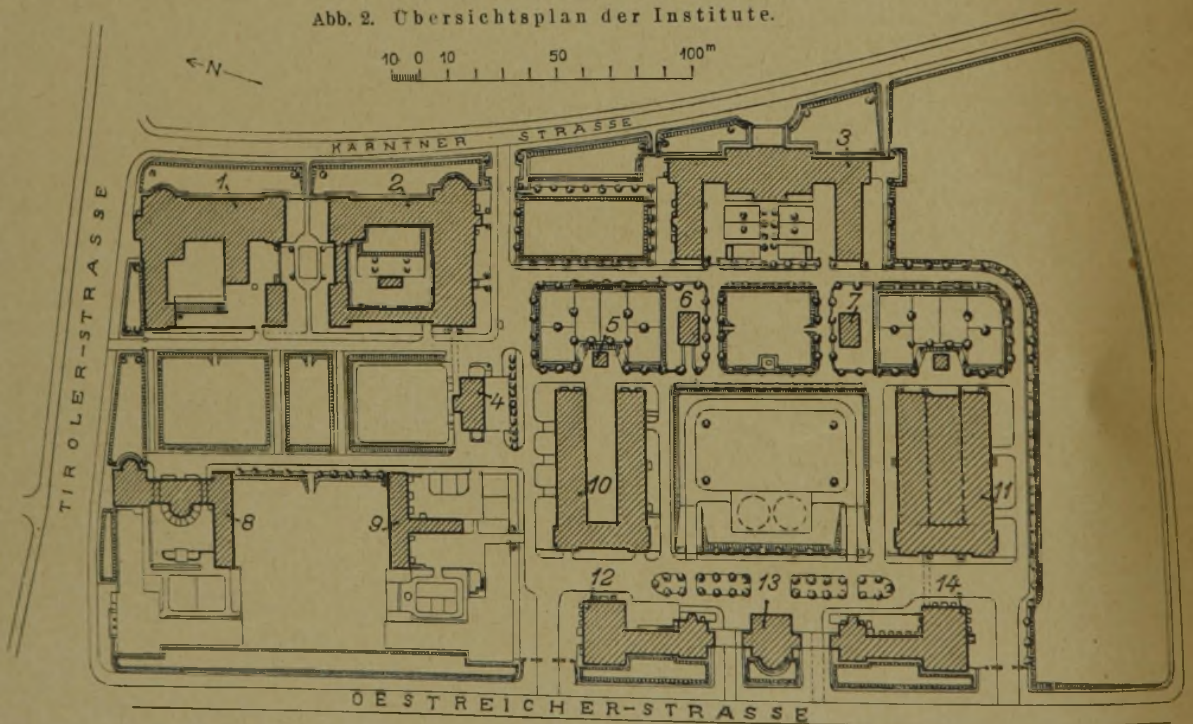 Abb. 2. Übersichtsplan der Institute.
10 0 10 50 100 m
N
KÄRNTNER STRASSE
TIROLER-STRASSE
1.
2.
3.
4
5
6
7
8
9
10
11
12
13
14
OESTREICHER-STRASSE